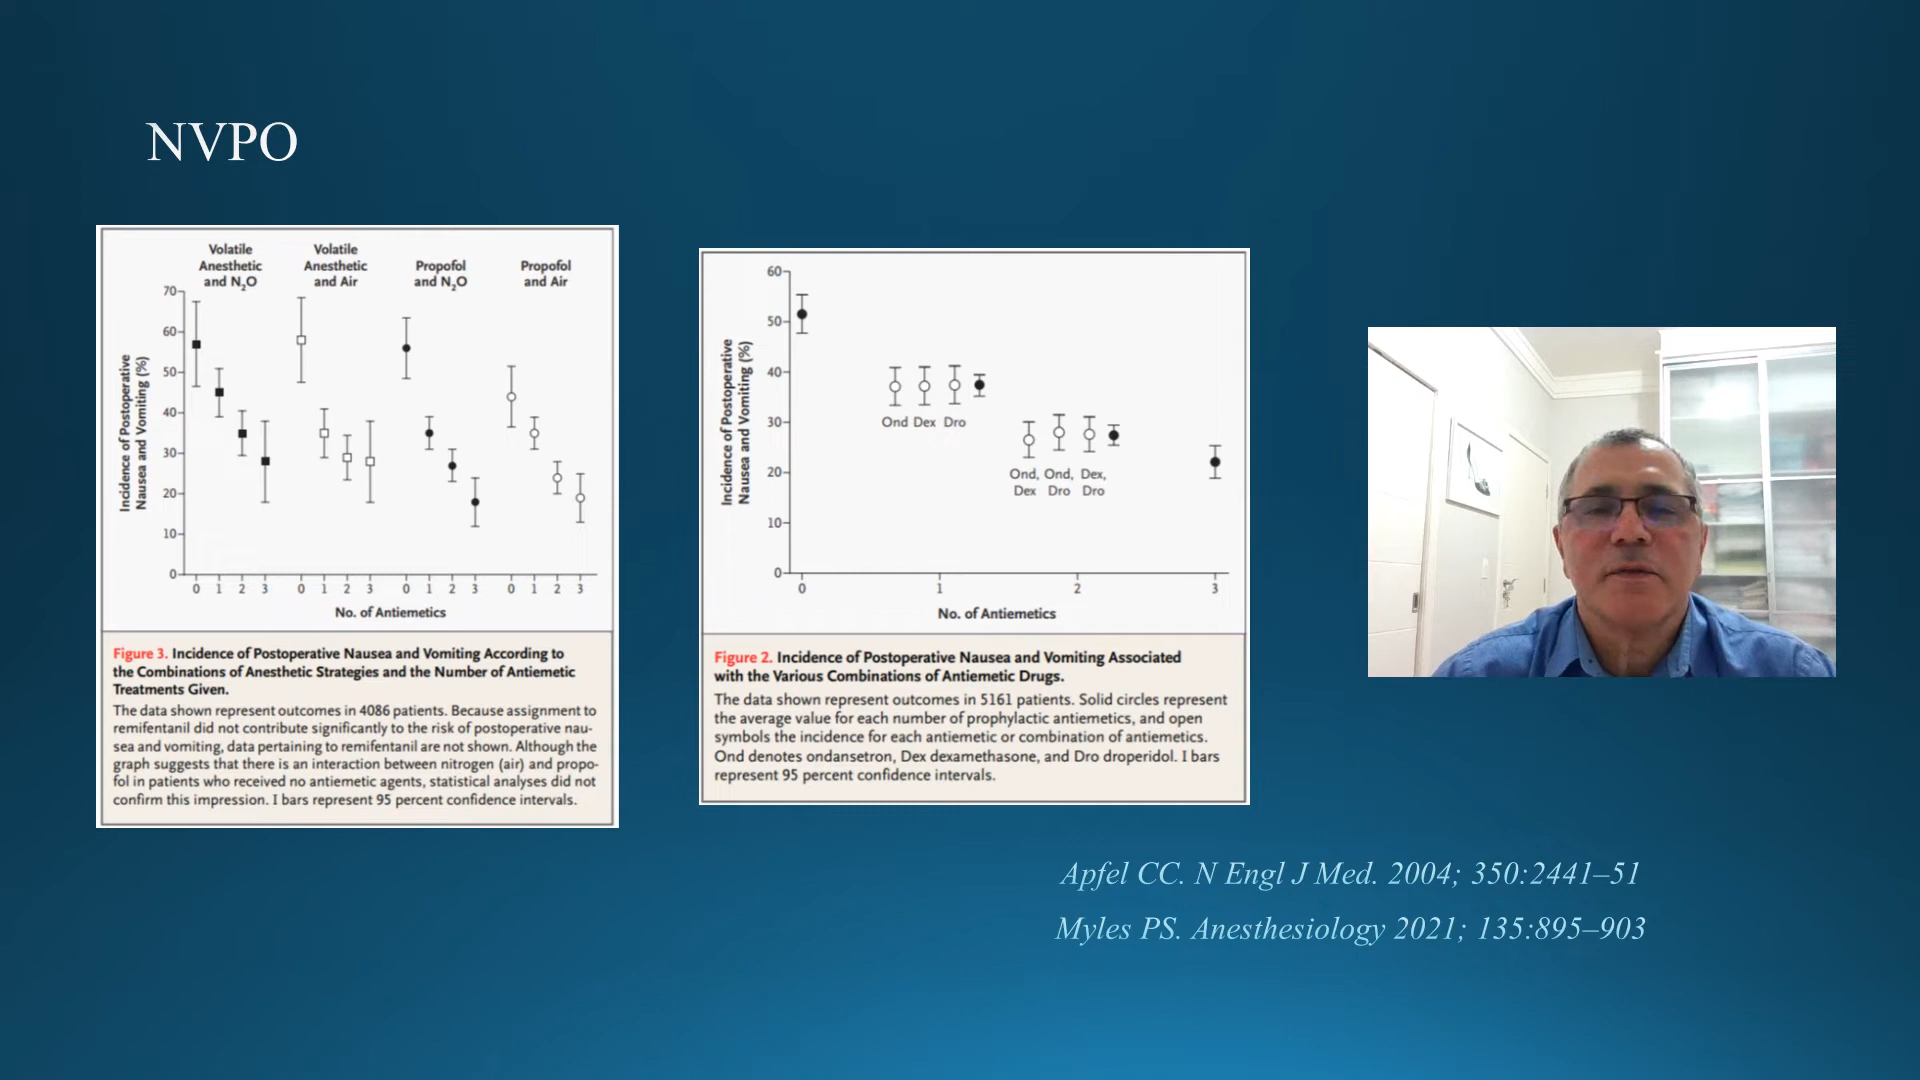 NVPO
Volatile Anesthetic and N2O
Volatile Anesthetic and Air
Propofol and N2O
Propofol and Air
70
60
50
40
30
20
10
0
Incidence of Postoperative
Nausea and Vomiting (%)
0 1 2 3 0 1 2 3 0 1 2 3 0 1 2 3
No. of Antiemetics
Figure 3. Incidence of Postoperative Nausea and Vomiting According to
the Combinations of Anesthetic Strategies and the Number of Antiemetic
Treatments Given.
The data shown represent outcomes in 4086 patients. Because assignment to
remifentanil did not contribute significantly to the risk of postoperative nau-
sea and vomiting, data pertaining to remifentanil are not shown. Although the
graph suggests that there is an interaction between nitrogen (air) and propo-
fol in patients who received no antiemetic agents, statistical analyses did not
confirm this impression. I bars represent 95 percent confidence intervals.
60
50
40
30
20
10
0
Incidence of Postoperative
Nausea and Vomiting (%)
Ond Dex Dro
Ond, Ond, Dex,
Dex Dro Dro
0 1 2 3
No. of Antiemetics
Figure 2. Incidence of Postoperative Nausea and Vomiting Associated
with the Various Combinations of Antiemetic Drugs.
The data shown represent outcomes in 5161 patients. Solid circles represent
the average value for each number of prophylactic antiemetics, and open
symbols the incidence for each antiemetic or combination of antiemetics.
Ond denotes ondansetron, Dex dexamethasone, and Dro droperidol. I bars
represent 95 percent confidence intervals.
Apfel CC. N Engl J Med. 2004; 350:2441–51
Myles PS. Anesthesiology 2021; 135:895–903